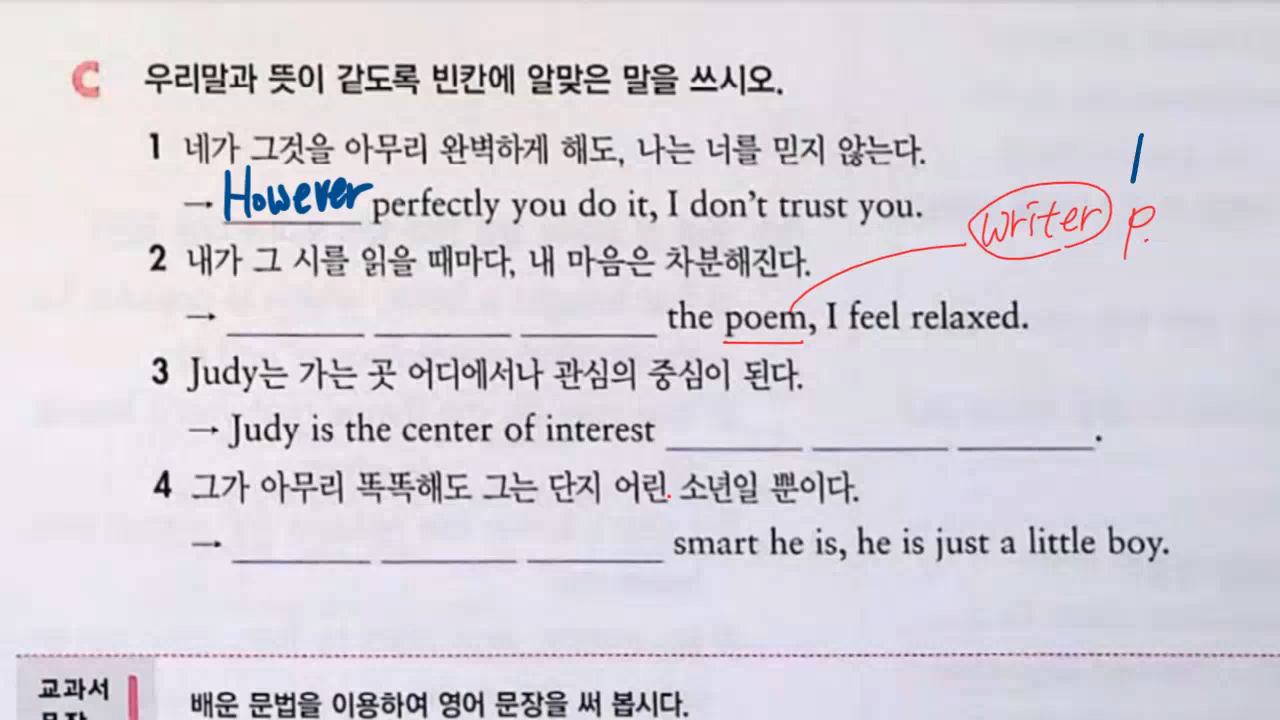 C 우리말과 뜻이 같도록 빈칸에 알맞은 말을 쓰시오.
1 네가 그것을 아무리 완벽하게 해도, 나는 너를 믿지 않는다.
→ However perfectly you do it, I don't trust you.
writer p.
2 내가 그 시를 읽을 때마다, 내 마음은 차분해진다.
→ the poem, I feel relaxed.
3 Judy는 가는 곳 어디에서나 관심의 중심이 된다.
→ Judy is the center of interest .
4 그가 아무리 똑똑해도 그는 단지 어린 소년일 뿐이다.
→ smart he is, he is just a little boy.
교과서
배운 문법을 이용하여 영어 문장을 써 봅시다.